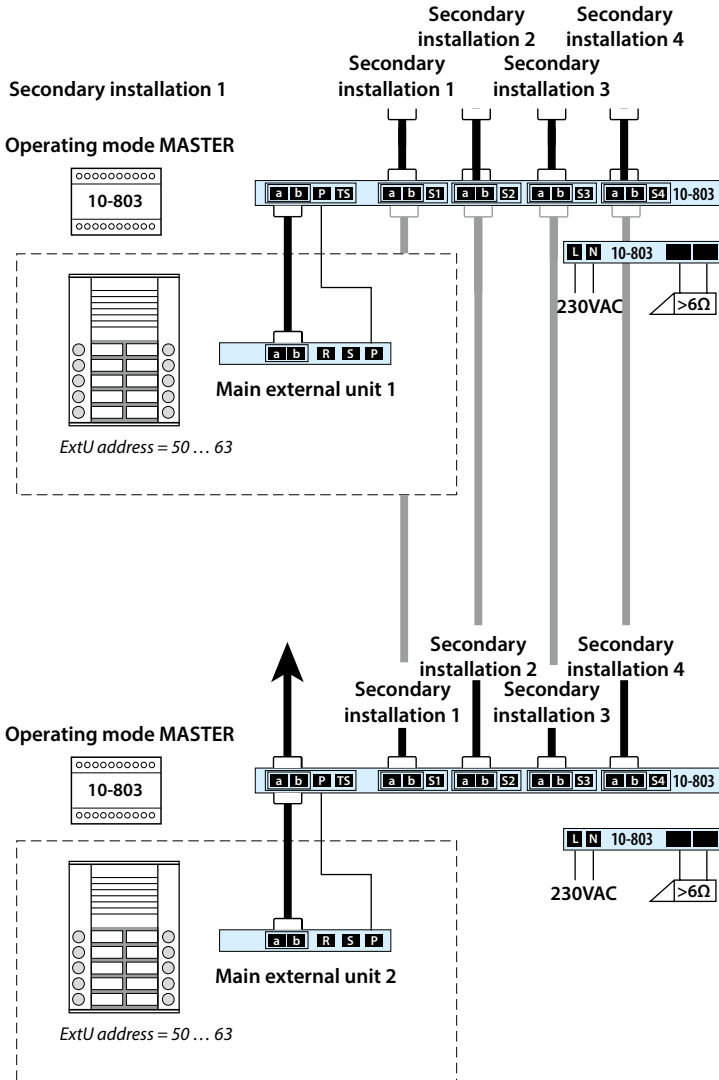 Secondary installation 2
Secondary installation 4
Secondary installation 1
Secondary installation 3
Secondary installation 1
Operating mode MASTER
10-803
a b P TS a b S1 a b S2 a b S3 a b S4 10-803
L N 10-803
230VAC >6Ω
a b R S P
Main external unit 1
ExtU address = 50 … 63
Secondary installation 2
Secondary installation 4
Secondary installation 1
Secondary installation 3
Operating mode MASTER
10-803
a b P TS a b S1 a b S2 a b S3 a b S4 10-803
L N 10-803
230VAC >6Ω
a b R S P
Main external unit 2
ExtU address = 50 … 63